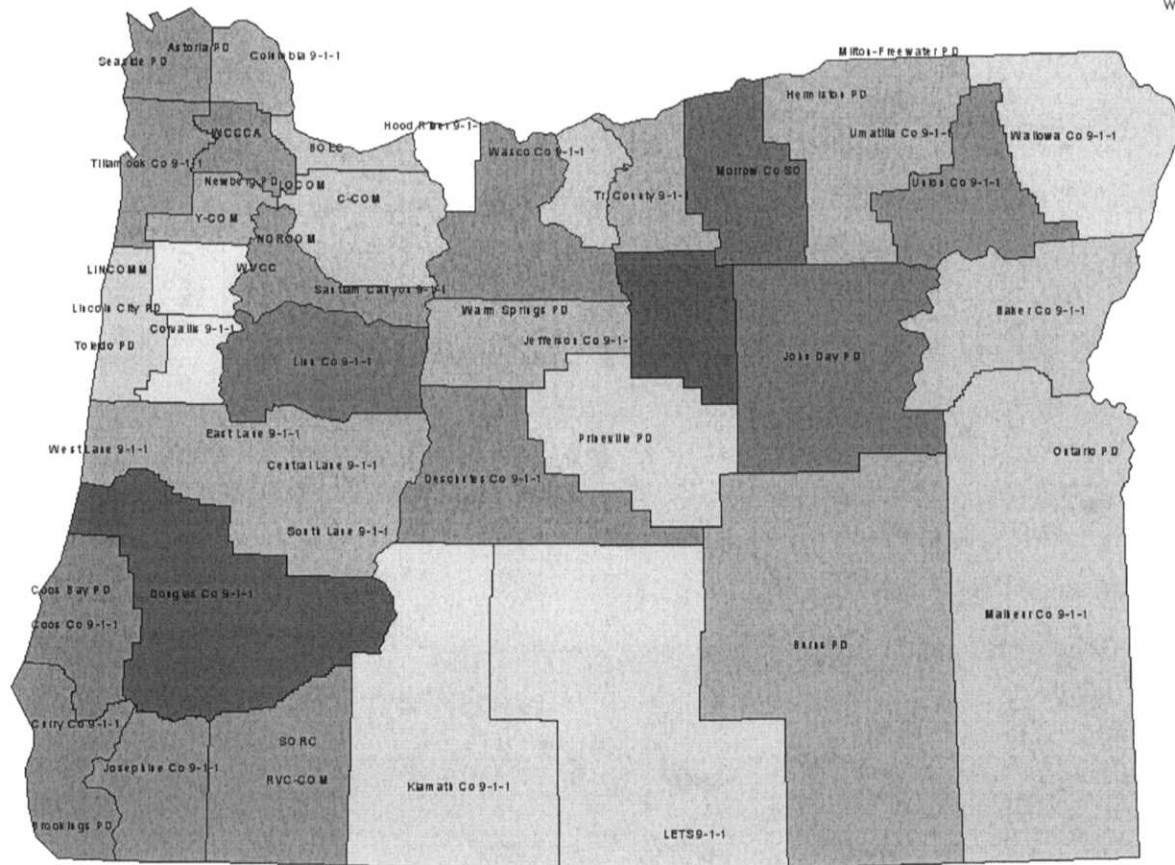 W
Astoria PD
Seaside PD
Columbia 9-1-1
Milton-Freewater PD
Hermiston PD
Hood River 9-1-1
WCCCA
BOEC
Wasco Co 9-1-1
Umatilla Co 9-1-1
Wallowa Co 9-1-1
Tillamook Co 9-1-1
Morrow Co SO
Newberg PD
LOCOM
Union Co 9-1-1
C-COM
Tri County 9-1-1
Y-COM
NORCOM
LINCOMM
WVCC
Santiam Canyon 9-1-1
Lincoln City PD
Warm Springs PD
Baker Co 9-1-1
Corvallis 9-1-1
Toledo PD
Jefferson Co 9-1-1
Linn Co 9-1-1
John Day PD
East Lane 9-1-1
Prineville PD
West Lane 9-1-1
Ontario PD
Central Lane 9-1-1
Deschutes Co 9-1-1
South Lane 9-1-1
Coos Bay PD
Douglas Co 9-1-1
Coos Co 9-1-1
Malheur Co 9-1-1
Burns PD
Curry Co 9-1-1
SORC
Josephine Co 9-1-1
RVC-COM
Klamath Co 9-1-1
Brookings PD
LETS 9-1-1